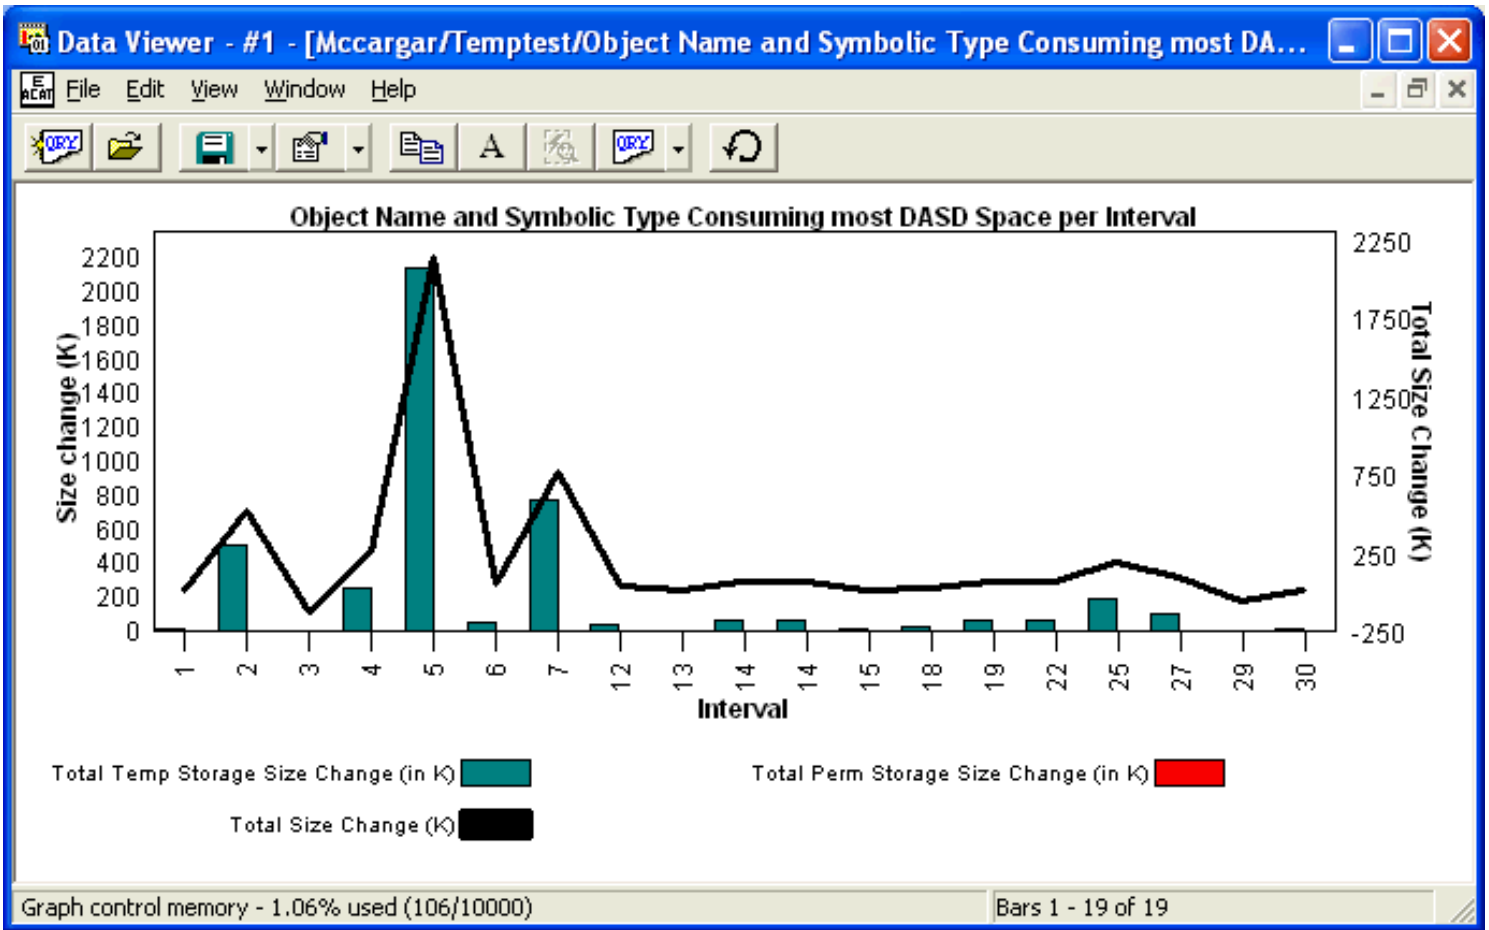 Data Viewer - #1 - [Mccargar/Temptest/Object Name and Symbolic Type Consuming most DA...
E
ACAT
File Edit View Window Help
QRY A QRY
Object Name and Symbolic Type Consuming most DASD Space per Interval
2200
2000
1800
1600
1400
1200
1000
800
600
400
200
0
Size change (K)
2250
1750
1250
750
250
-250
Total Size Change (K)
1 2 3 4 5 6 7 12 13 14 14 15 18 19 22 25 27 29 30
Interval
Total Temp Storage Size Change (in K)
Total Perm Storage Size Change (in K)
Total Size Change (K)
Graph control memory - 1.06% used (106/10000)
Bars 1 - 19 of 19